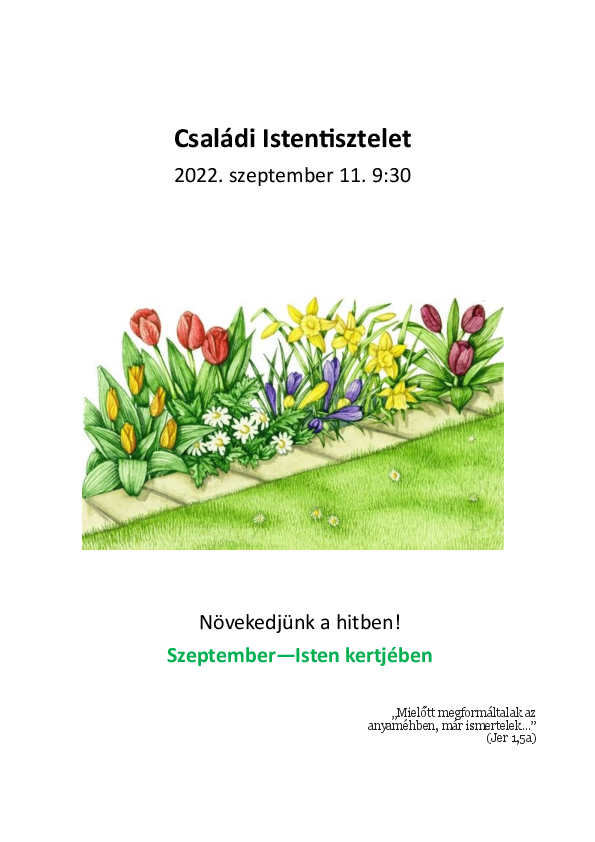 Családi Istentisztelet
2022. szeptember 11. 9:30
Növekedjünk a hitben!
Szeptember—Isten kertjében
„Mielőtt megformáltalak az
anyaméhben, már ismertelek...”
(Jer 1,5a)